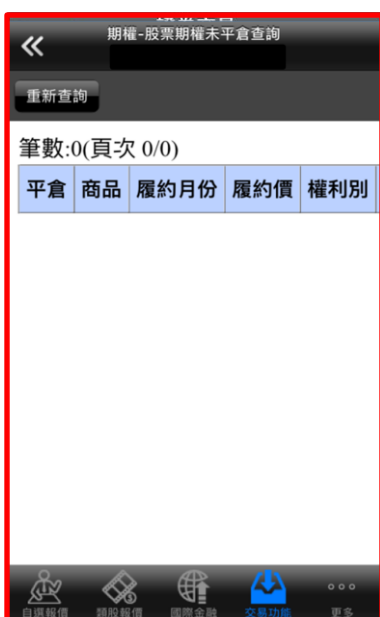 期權-股票期權未平倉查詢
重新查詢
筆數:0(頁次 0/0)
平倉 商品 履約月份 履約價 權利別
自選報價 類股報價 國際金融 交易功能 更多